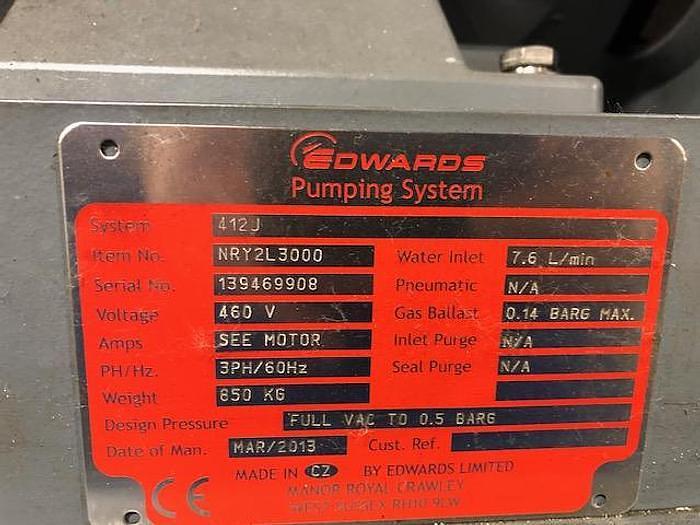 EDWARDS
Pumping System
System 412J
Item No. NRY2L3000 Water Inlet 7.6 L/min
Serial No. 139469908 Pneumatic N/A
Voltage 460 V Gas Ballast 0.14 BARG MAX.
Amps SEE MOTOR Inlet Purge N/A
PH/Hz. 3PH/60Hz Seal Purge N/A
Weight 850 KG
Design Pressure FULL VAC TO 0.5 BARG
Date of Man. MAR/2013 Cust. Ref.
MADE IN CZ BY EDWARDS LIMITED
CE MANOR ROYAL CRAWLEY
WEST SUSSEX RH10 9LW